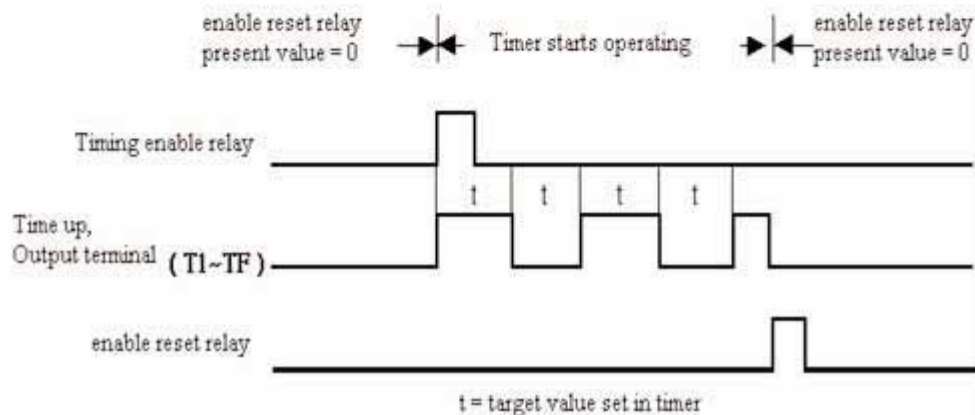 enable reset relay
present value = 0
Timer starts operating
enable reset relay
present value = 0
Timing enable relay
t t t t
Time up,
Output terminal ( T1~TF )
enable reset relay
t = target value set in timer